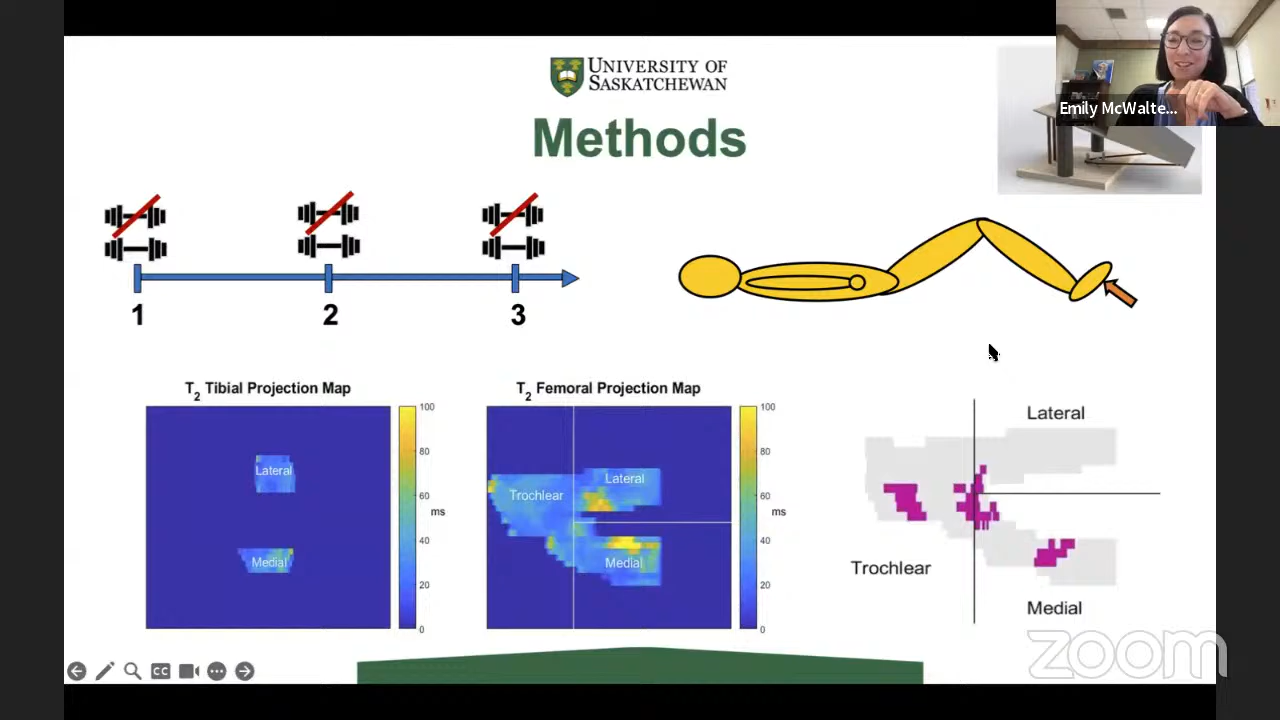 UNIVERSITY OF
SASKATCHEWAN
Methods
Emily McWalte...
1
2
3
T2 Tibial Projection Map
Lateral
Medial
100
80
60
40
20
0
ms
T2 Femoral Projection Map
Trochlear
Lateral
Medial
100
80
60
40
20
0
ms
Lateral
Trochlear
Medial
CC
zoom